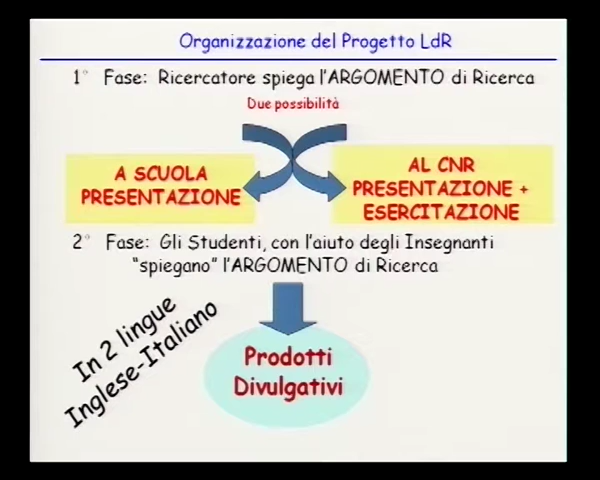 Organizzazione del Progetto LdR
1° Fase: Ricercatore spiega l'ARGOMENTO di Ricerca
Due possibilità
A SCUOLA
PRESENTAZIONE
AL CNR
PRESENTAZIONE +
ESERCITAZIONE
2° Fase: Gli Studenti, con l'aiuto degli Insegnanti
"spiegano" l'ARGOMENTO di Ricerca
In 2 lingue
Inglese-Italiano
Prodotti
Divulgativi